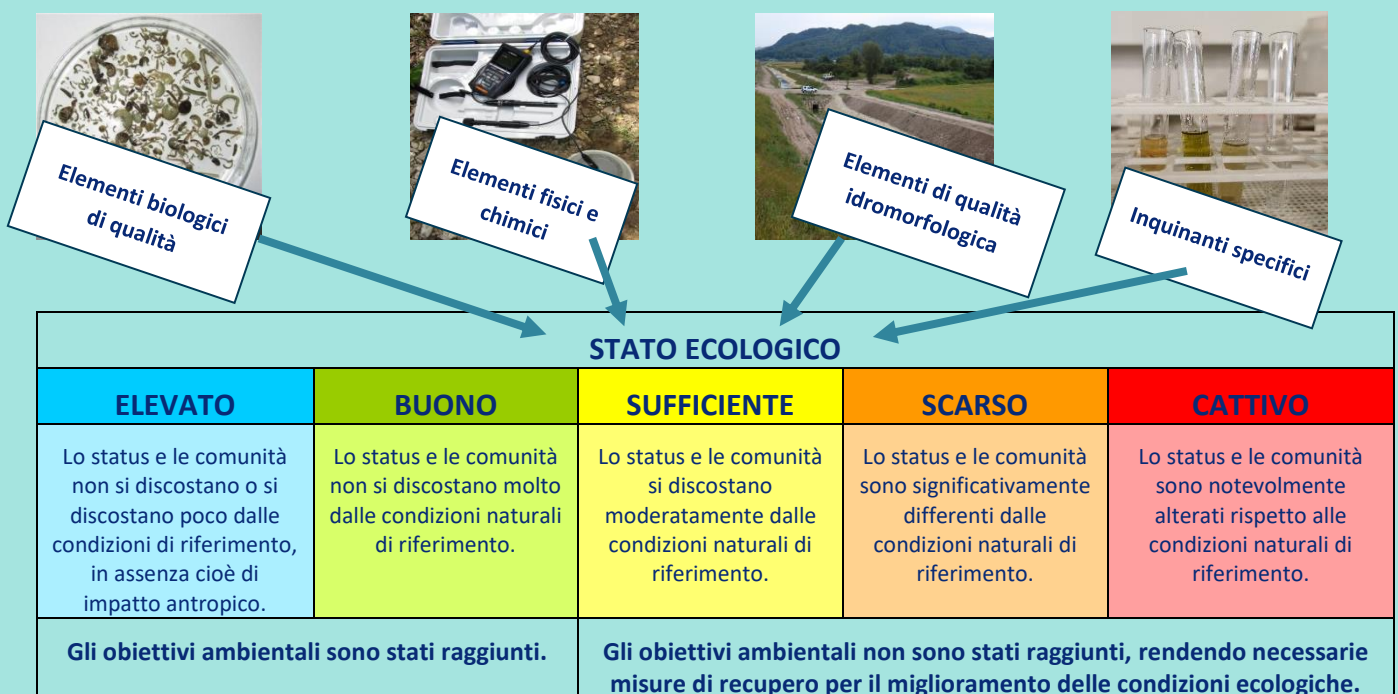 Elementi biologici
di qualità
Elementi fisici e
chimici
Elementi di qualità
idromorfologica
Inquinanti specifici
STATO ECOLOGICO
ELEVATO
BUONO
SUFFICIENTE
SCARSO
CATTIVO
Lo status e le comunità
non si discostano o si
discostano poco dalle
condizioni di riferimento,
in assenza cioè di
impatto antropico.
Lo status e le comunità
non si discostano molto
dalle condizioni naturali
di riferimento.
Lo status e le comunità
si discostano
moderatamente dalle
condizioni naturali di
riferimento.
Lo status e le comunità
sono significativamente
differenti dalle
condizioni naturali di
riferimento.
Lo status e le comunità
sono notevolmente
alterati rispetto alle
condizioni naturali di
riferimento.
Gli obiettivi ambientali sono stati raggiunti.
Gli obiettivi ambientali non sono stati raggiunti, rendendo necessarie
misure di recupero per il miglioramento delle condizioni ecologiche.